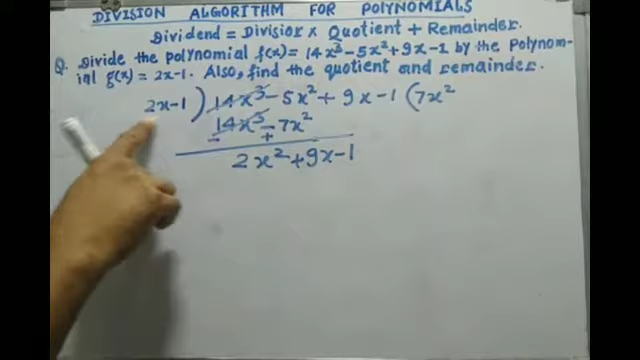 DIVISION ALGORITHM FOR POLYNOMIALS
Dividend = Divisior × Quotient + Remainder.
Q. Divide the polynomial f(x) = 14x³ - 5x² + 9x - 1 by the Polynom-
ial g(x) = 2x-1. Also, find the quotient and remainder.
2x-1 ) 14x³ - 5x² + 9x - 1 ( 7x²
14x³ - 7x²
- +
2x² + 9x - 1